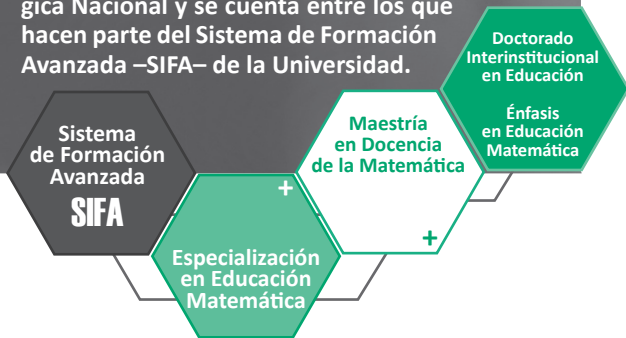 gica Nacional y se cuenta entre los que
hacen parte del Sistema de Formación
Avanzada –SIFA– de la Universidad.
Doctorado
Interinstitucional
en Educación
Énfasis
en Educación
Matemática
Maestría
en Docencia
de la Matemática
+
Sistema
de Formación
Avanzada
SIFA
+
Especialización
en Educación
Matemática